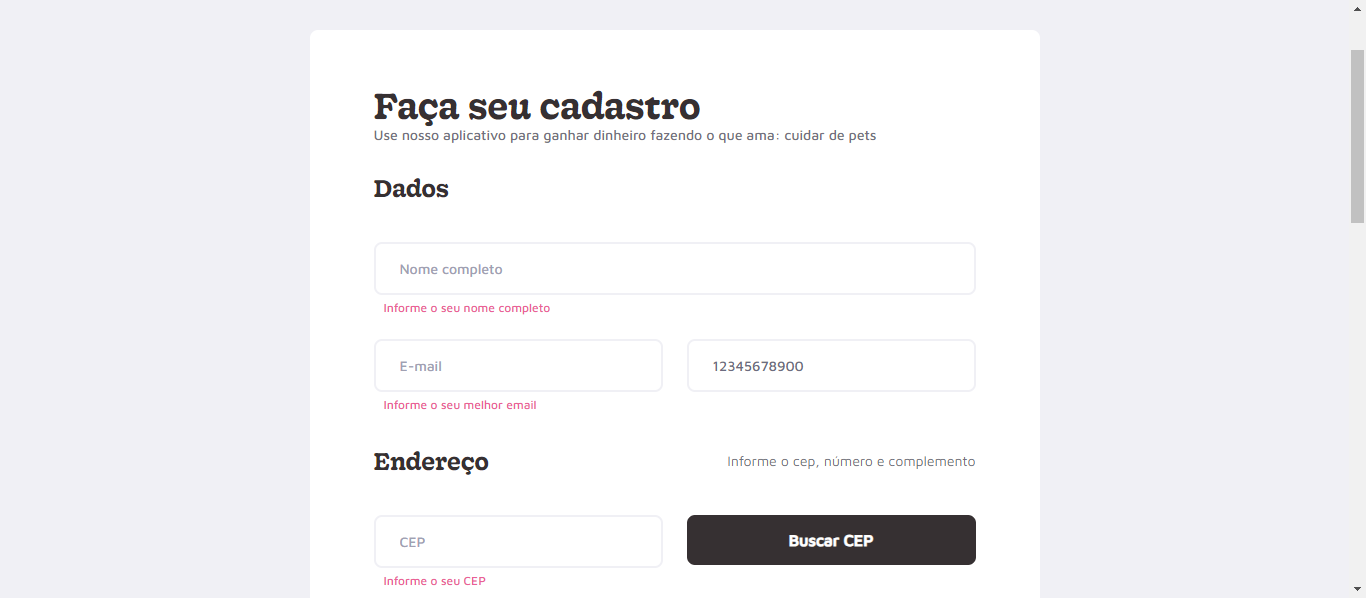 Faça seu cadastro
Use nosso aplicativo para ganhar dinheiro fazendo o que ama: cuidar de pets
Dados
Nome completo
Informe o seu nome completo
E-mail
12345678900
Informe o seu melhor email
Endereço
Informe o cep, número e complemento
CEP
Buscar CEP
Informe o seu CEP